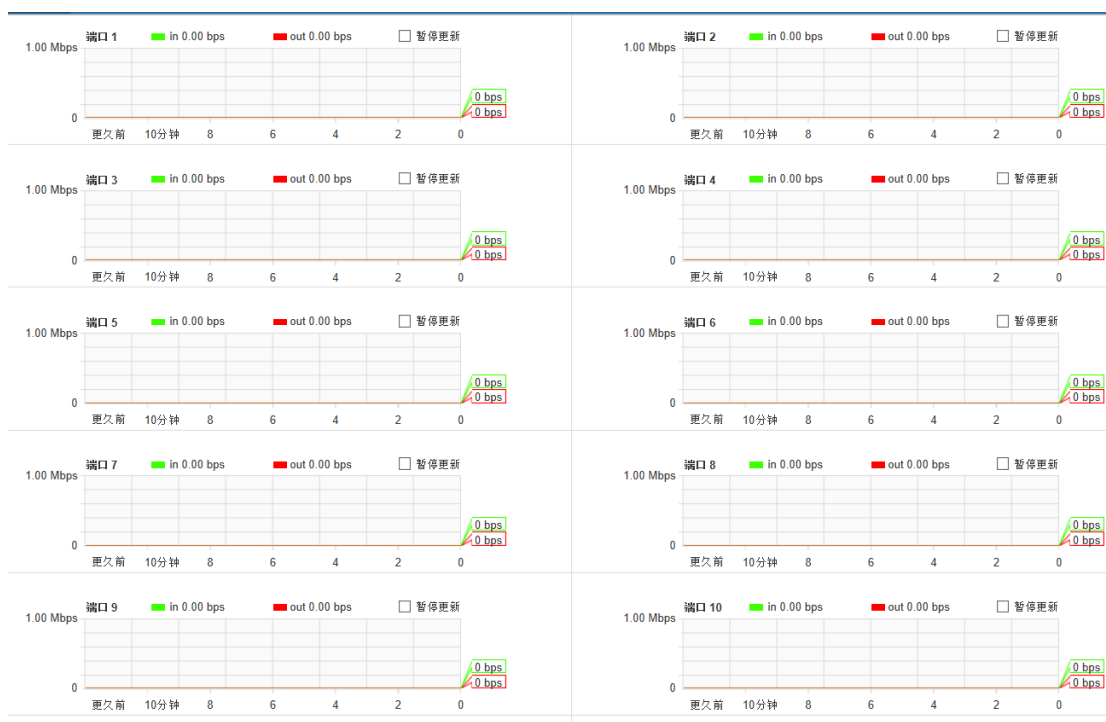 端口 1 in 0.00 bps out 0.00 bps 暂停更新
1.00 Mbps
0 bps
0 bps
0
更久前 10分钟 8 6 4 2 0
端口 2 in 0.00 bps out 0.00 bps 暂停更新
1.00 Mbps
0 bps
0 bps
0
更久前 10分钟 8 6 4 2 0
端口 3 in 0.00 bps out 0.00 bps 暂停更新
1.00 Mbps
0 bps
0 bps
0
更久前 10分钟 8 6 4 2 0
端口 4 in 0.00 bps out 0.00 bps 暂停更新
1.00 Mbps
0 bps
0 bps
0
更久前 10分钟 8 6 4 2 0
端口 5 in 0.00 bps out 0.00 bps 暂停更新
1.00 Mbps
0 bps
0 bps
0
更久前 10分钟 8 6 4 2 0
端口 6 in 0.00 bps out 0.00 bps 暂停更新
1.00 Mbps
0 bps
0 bps
0
更久前 10分钟 8 6 4 2 0
端口 7 in 0.00 bps out 0.00 bps 暂停更新
1.00 Mbps
0 bps
0 bps
0
更久前 10分钟 8 6 4 2 0
端口 8 in 0.00 bps out 0.00 bps 暂停更新
1.00 Mbps
0 bps
0 bps
0
更久前 10分钟 8 6 4 2 0
端口 9 in 0.00 bps out 0.00 bps 暂停更新
1.00 Mbps
0 bps
0 bps
0
更久前 10分钟 8 6 4 2 0
端口 10 in 0.00 bps out 0.00 bps 暂停更新
1.00 Mbps
0 bps
0 bps
0
更久前 10分钟 8 6 4 2 0